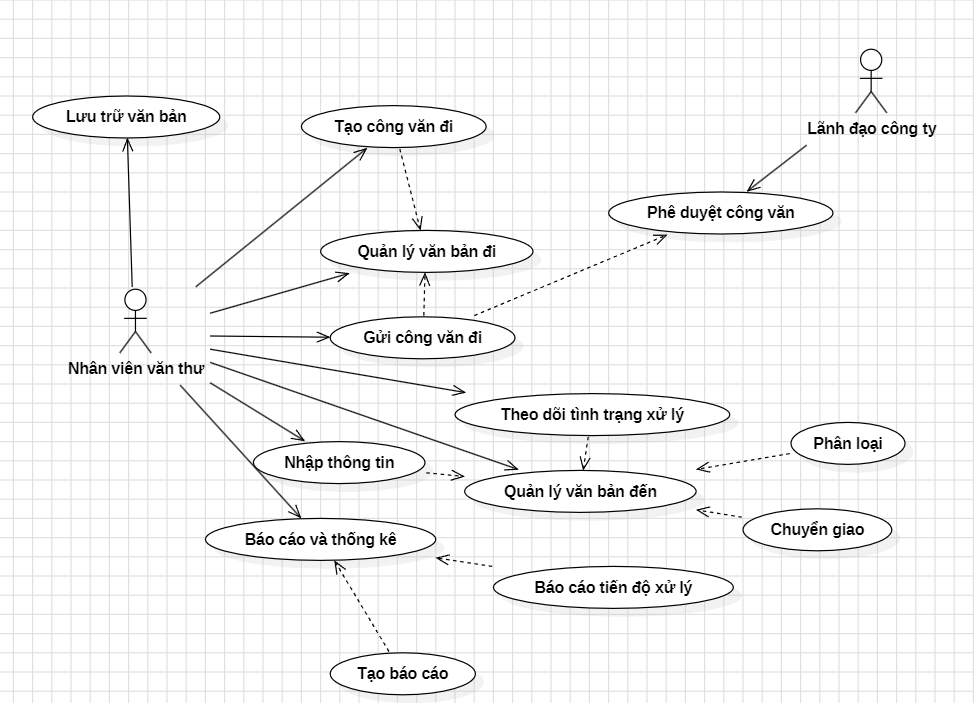 Lưu trữ văn bản
Tạo công văn đi
Lãnh đạo công ty
Phê duyệt công văn
Quản lý văn bản đi
Gửi công văn đi
Nhân viên văn thư
Theo dõi tình trạng xử lý
Phân loại
Nhập thông tin
Quản lý văn bản đến
Chuyển giao
Báo cáo và thống kê
Báo cáo tiến độ xử lý
Tạo báo cáo